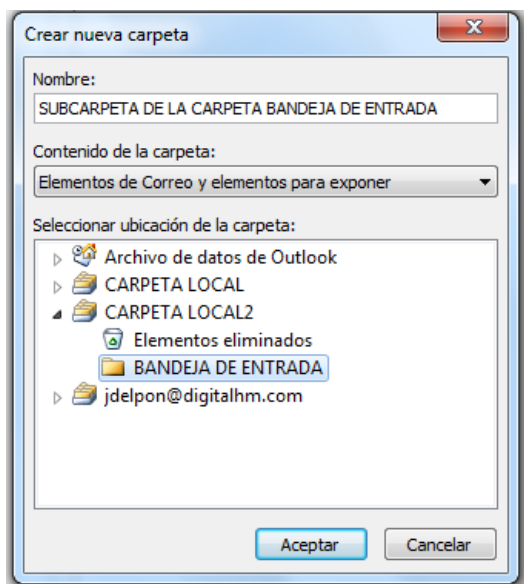 Crear nueva carpeta
Nombre:
SUBCARPETA DE LA CARPETA BANDEJA DE ENTRADA
Contenido de la carpeta:
Elementos de Correo y elementos para exponer
Seleccionar ubicación de la carpeta:
Archivo de datos de Outlook
CARPETA LOCAL
CARPETA LOCAL2
Elementos eliminados
BANDEJA DE ENTRADA
jdelpon@digitalhm.com
Aceptar Cancelar